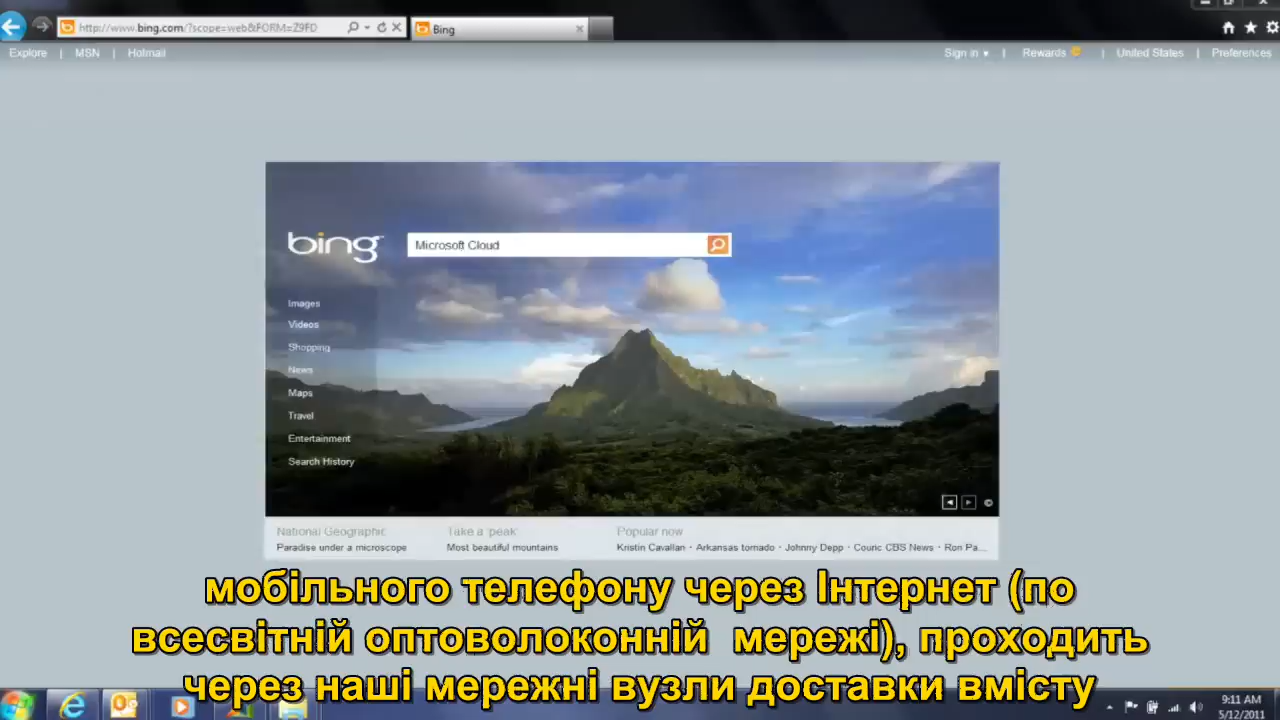 http://www.bing.com/?scope=web&FORM=Z9FD
Bing
Explore | MSN | Hotmail
Sign in | Rewards | United States | Preferences
bing
Microsoft Cloud
Images
Videos
Shopping
News
Maps
Travel
Entertainment
Search History
National Geographic
Paradise under a microscope
Take a 'peak'
Most beautiful mountains
Popular now
Kristin Cavallari · Arkansas tornado · Johnny Depp · Couric CBS News · Ron Pa...
мобільного телефону через Інтернет (по
всесвітній оптоволоконній мережі), проходить
через наші мережні вузли доставки вмісту
9:11 AM
5/12/2011